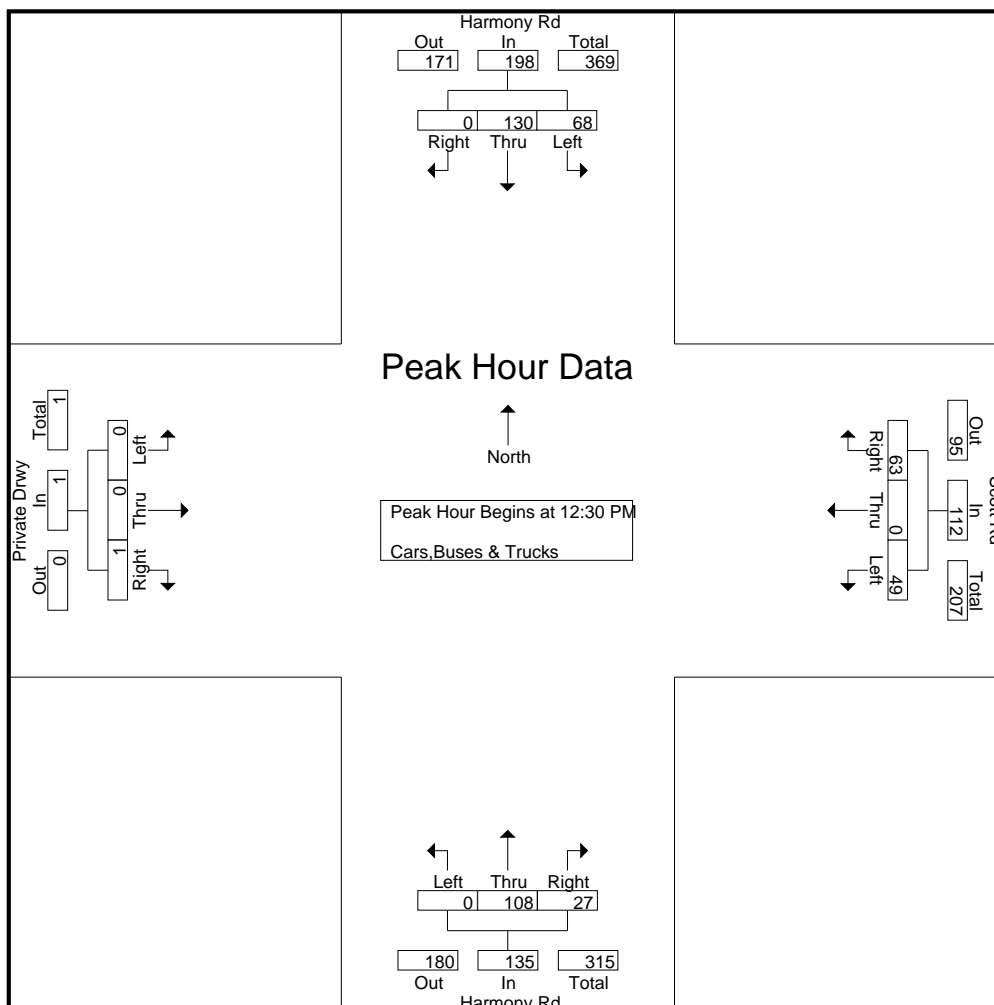 Harmony Rd
Out In Total
171 198 369
0 130 68
Right Thru Left
Peak Hour Data
North
Peak Hour Begins at 12:30 PM
Cars,Buses & Trucks
Private Drwy
Out In Total
0 1 1
Right Thru Left
1 0 0
Out In Total
95 112 207
63 0 49
Right Thru Left
Left Thru Right
0 108 27
180 135 315
Out In Total
Harmony Rd